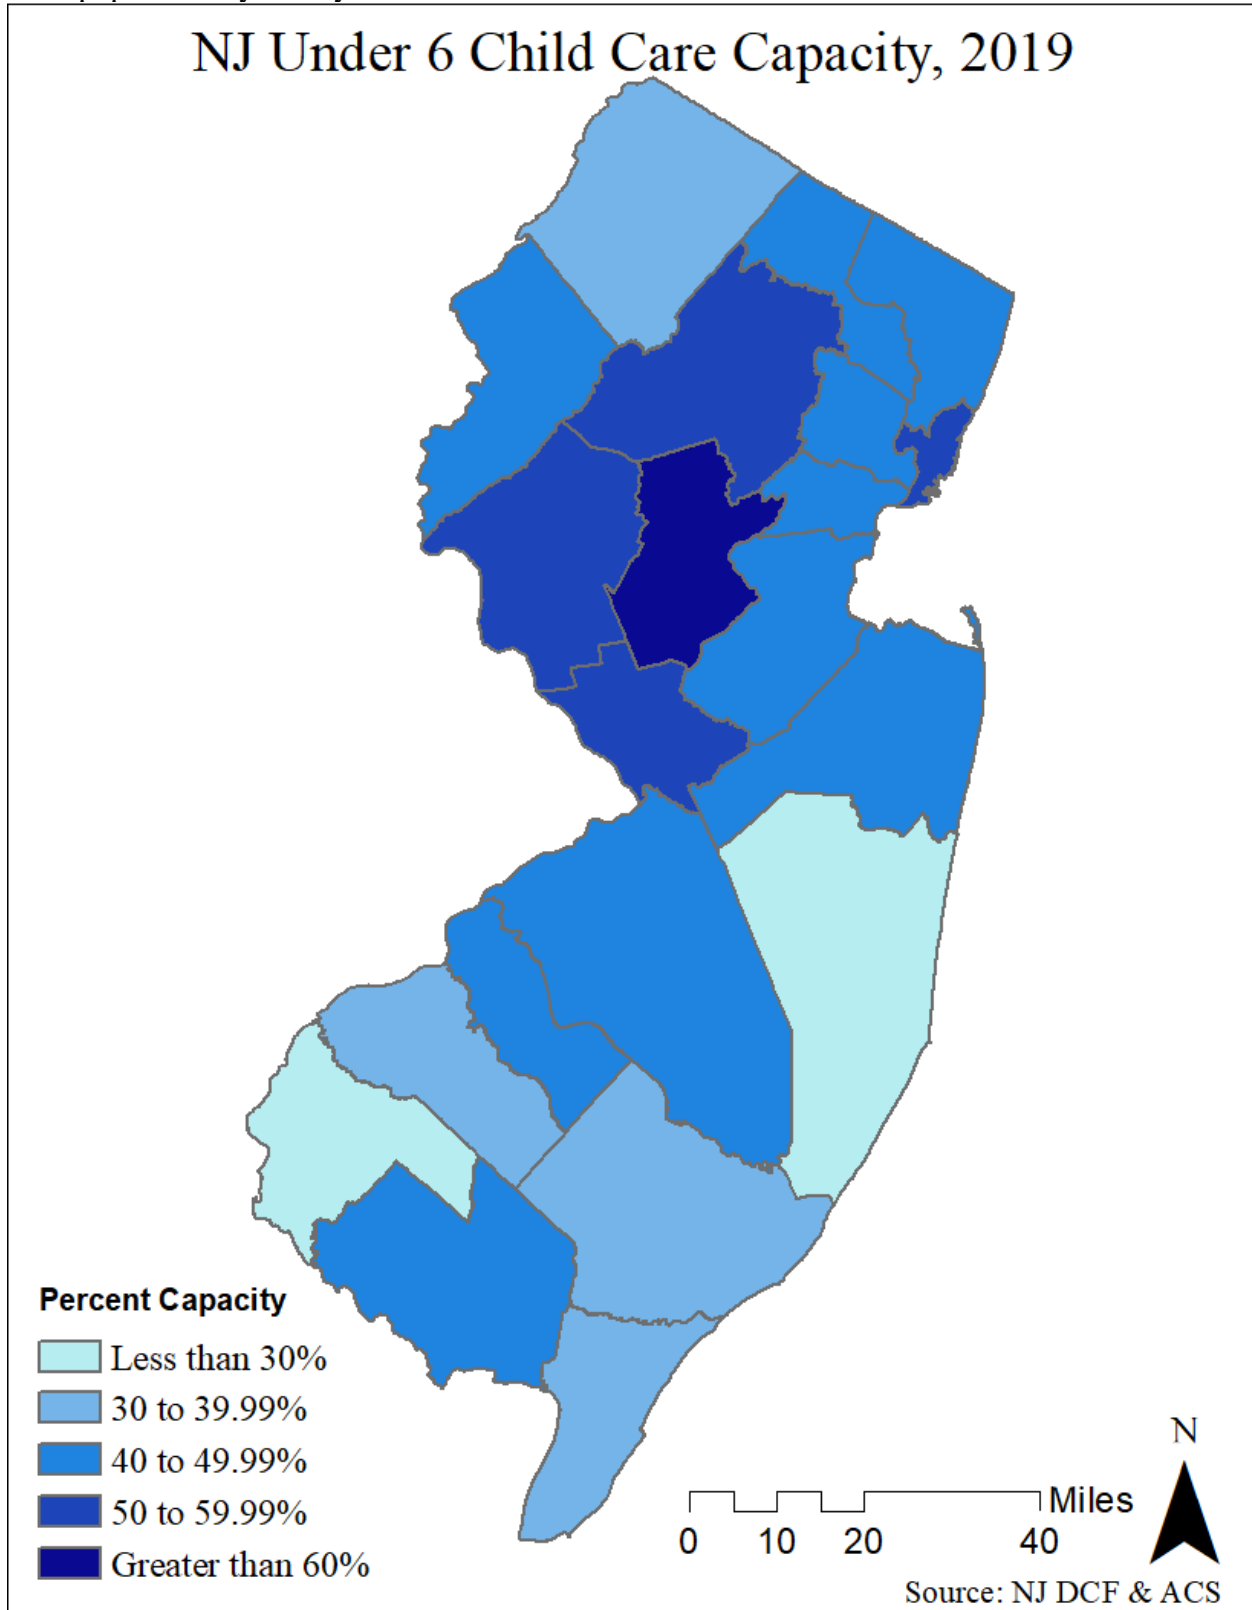 NJ Under 6 Child Care Capacity, 2019
Percent Capacity
Less than 30%
30 to 39.99%
40 to 49.99%
50 to 59.99%
Greater than 60%
N
Miles
0 10 20 40
Source: NJ DCF & ACS